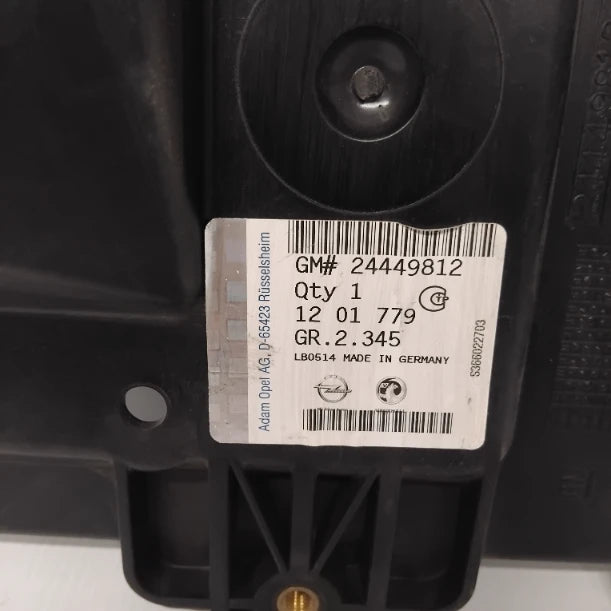 GM# 24449812
Qty 1
12 01 779
GR.2.345
LB0514 MADE IN GERMANY
Adam Opel AG, D-65423 Rüsselsheim
S366022703